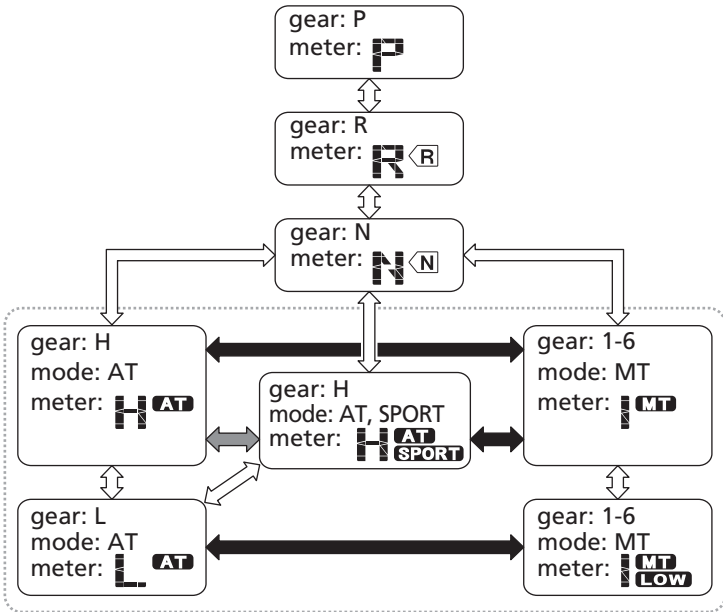 gear: P
meter: P
gear: R
meter: R R
gear: N
meter: N N
gear: H
mode: AT
meter: H AT
gear: H
mode: AT, SPORT
meter: H AT
SPORT
gear: 1-6
mode: MT
meter: 1 MT
gear: L
mode: AT
meter: L AT
gear: 1-6
mode: MT
meter: 1 MT
LOW